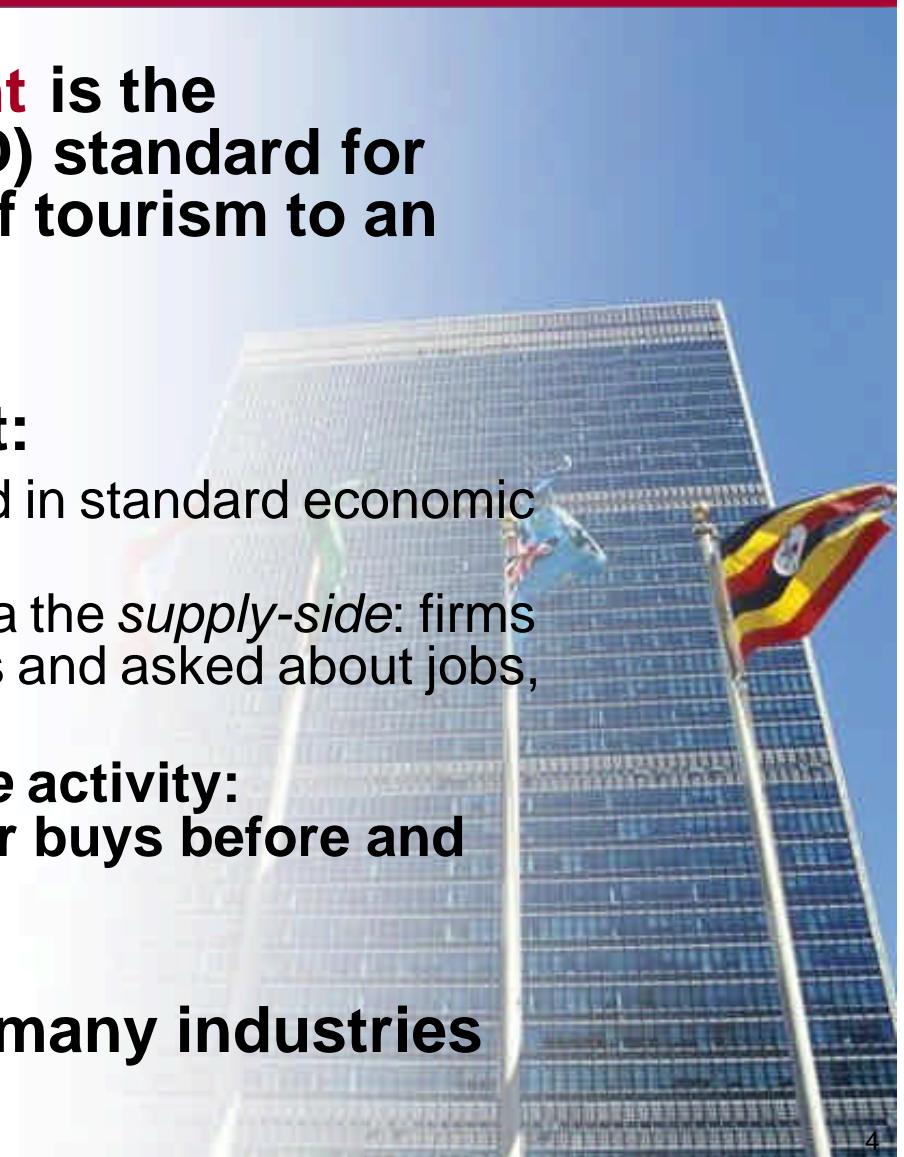 t is the
) standard for
f tourism to an
t:
d in standard economic
a the supply-side: firms
s and asked about jobs,
e activity:
r buys before and
many industries
4